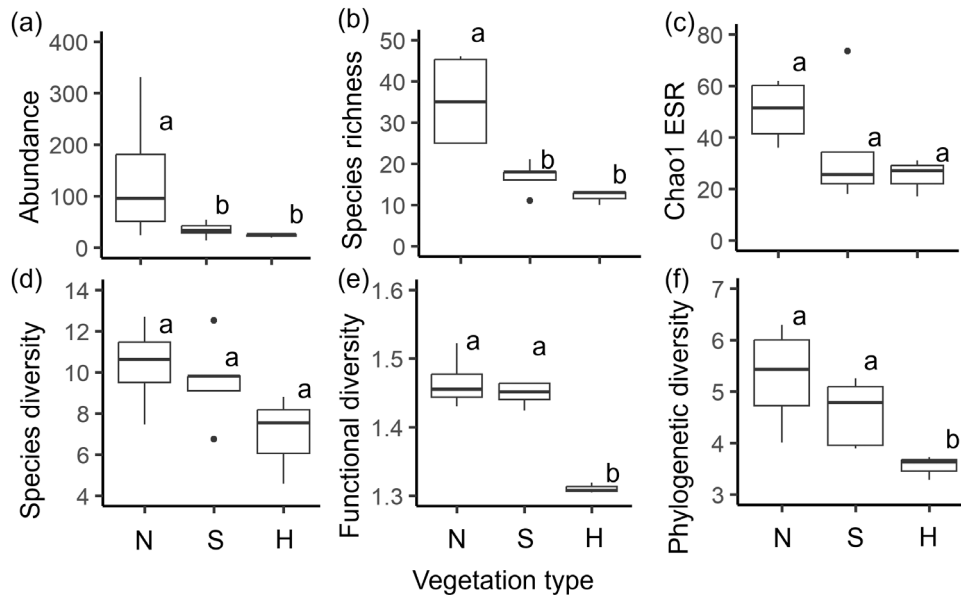 (a)
Abundance
400
300
200
100
0
a
b
b
(b)
Species richness
50
40
30
20
10
0
a
b
b
(c)
Chao1 ESR
80
60
40
20
0
a
a
a
(d)
Species diversity
14
12
10
8
6
4
a
a
a
N
S
H
(e)
Functional diversity
1.6
1.5
1.4
1.3
a
a
b
N
S
H
(f)
Phylogenetic diversity
7
6
5
4
3
a
a
b
N
S
H
Vegetation type